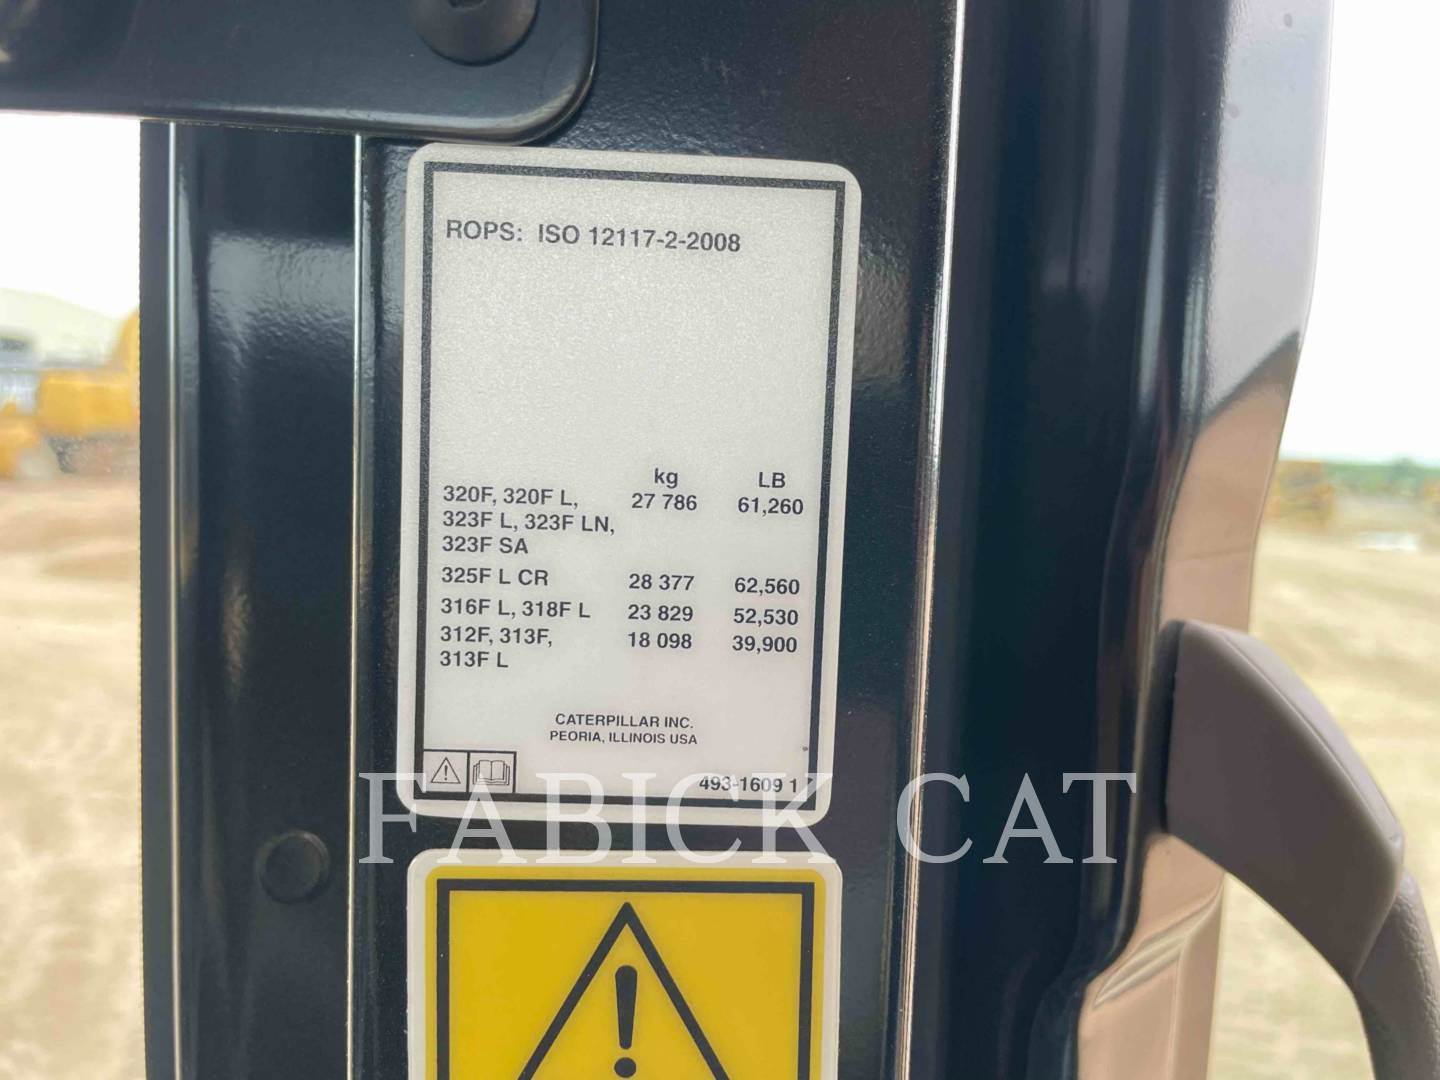 ROPS: ISO 12117-2-2008
kg LB
320F, 320F L, 27 786 61,260
323F L, 323F LN,
323F SA
325F L CR 28 377 62,560
316F L, 318F L 23 829 52,530
312F, 313F, 18 098 39,900
313F L
CATERPILLAR INC.
PEORIA, ILLINOIS USA
493-1609 1
FABICK CAT